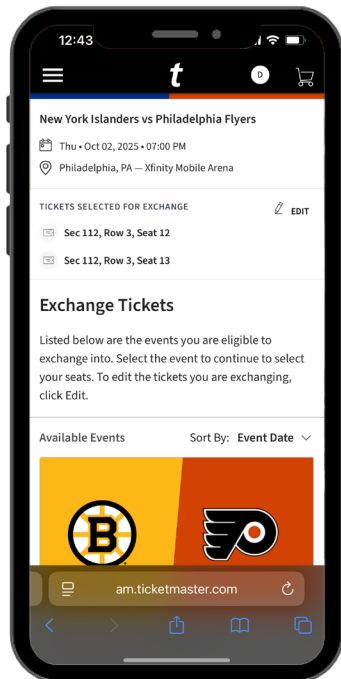 12:43
t
D
New York Islanders vs Philadelphia Flyers
Thu • Oct 02, 2025 • 07:00 PM
Philadelphia, PA — Xfinity Mobile Arena
TICKETS SELECTED FOR EXCHANGE
EDIT
Sec 112, Row 3, Seat 12
Sec 112, Row 3, Seat 13
Exchange Tickets
Listed below are the events you are eligible to
exchange into. Select the event to continue to select
your seats. To edit the tickets you are exchanging,
click Edit.
Available Events
Sort By: Event Date
B
am.ticketmaster.com